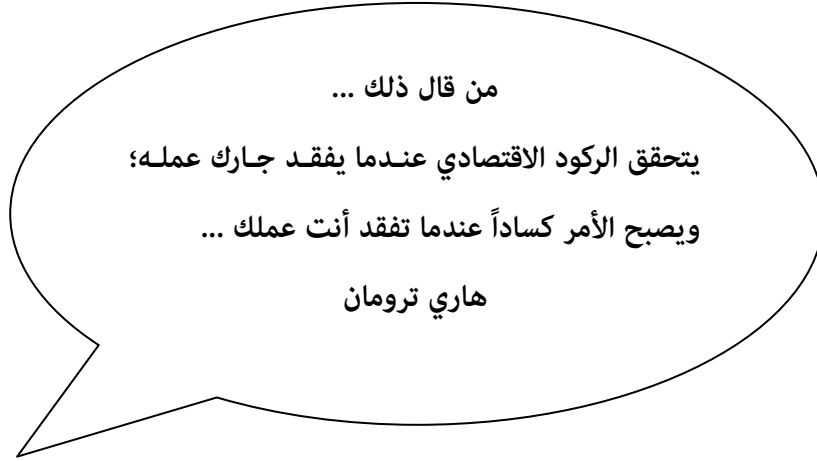 من قال ذلك ...
يتحقق الركود الاقتصادي عندما يفقد جارك عمله؛
ويصبح الأمر كساداً عندما تفقد أنت عملك ...
هاري ترومان